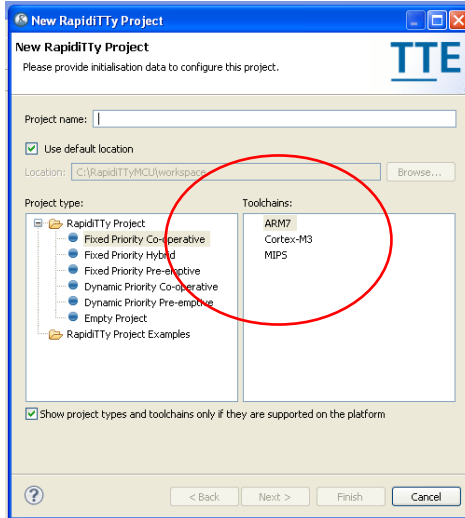 New RapidiTTy Project
New RapidiTTy Project
Please provide initialisation data to configure this project.
TTE
Project name:
Use default location
Location: C:\RapidiTTyMCU\workspace
Browse...
Project type:
Toolchains:
RapidiTTy Project
Fixed Priority Co-operative
Fixed Priority Hybrid
Fixed Priority Pre-emptive
Dynamic Priority Co-operative
Dynamic Priority Pre-emptive
Empty Project
RapidiTTy Project Examples
ARM7
Cortex-M3
MIPS
Show project types and toolchains only if they are supported on the platform
?
< Back
Next >
Finish
Cancel